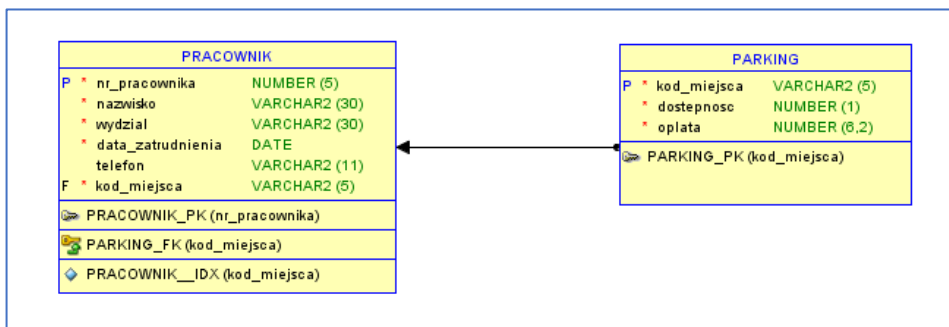 PRACOWNIK
P * nr_pracownika NUMBER (5)
* nazwisko VARCHAR2 (30)
* wydzial VARCHAR2 (30)
* data_zatrudnienia DATE
telefon VARCHAR2 (11)
F * kod_miejsca VARCHAR2 (5)
PRACOWNIK_PK (nr_pracownika)
PARKING_FK (kod_miejsca)
PRACOWNIK__IDX (kod_miejsca)
PARKING
P * kod_miejsca VARCHAR2 (5)
* dostepnosc NUMBER (1)
* oplata NUMBER (6,2)
PARKING_PK (kod_miejsca)